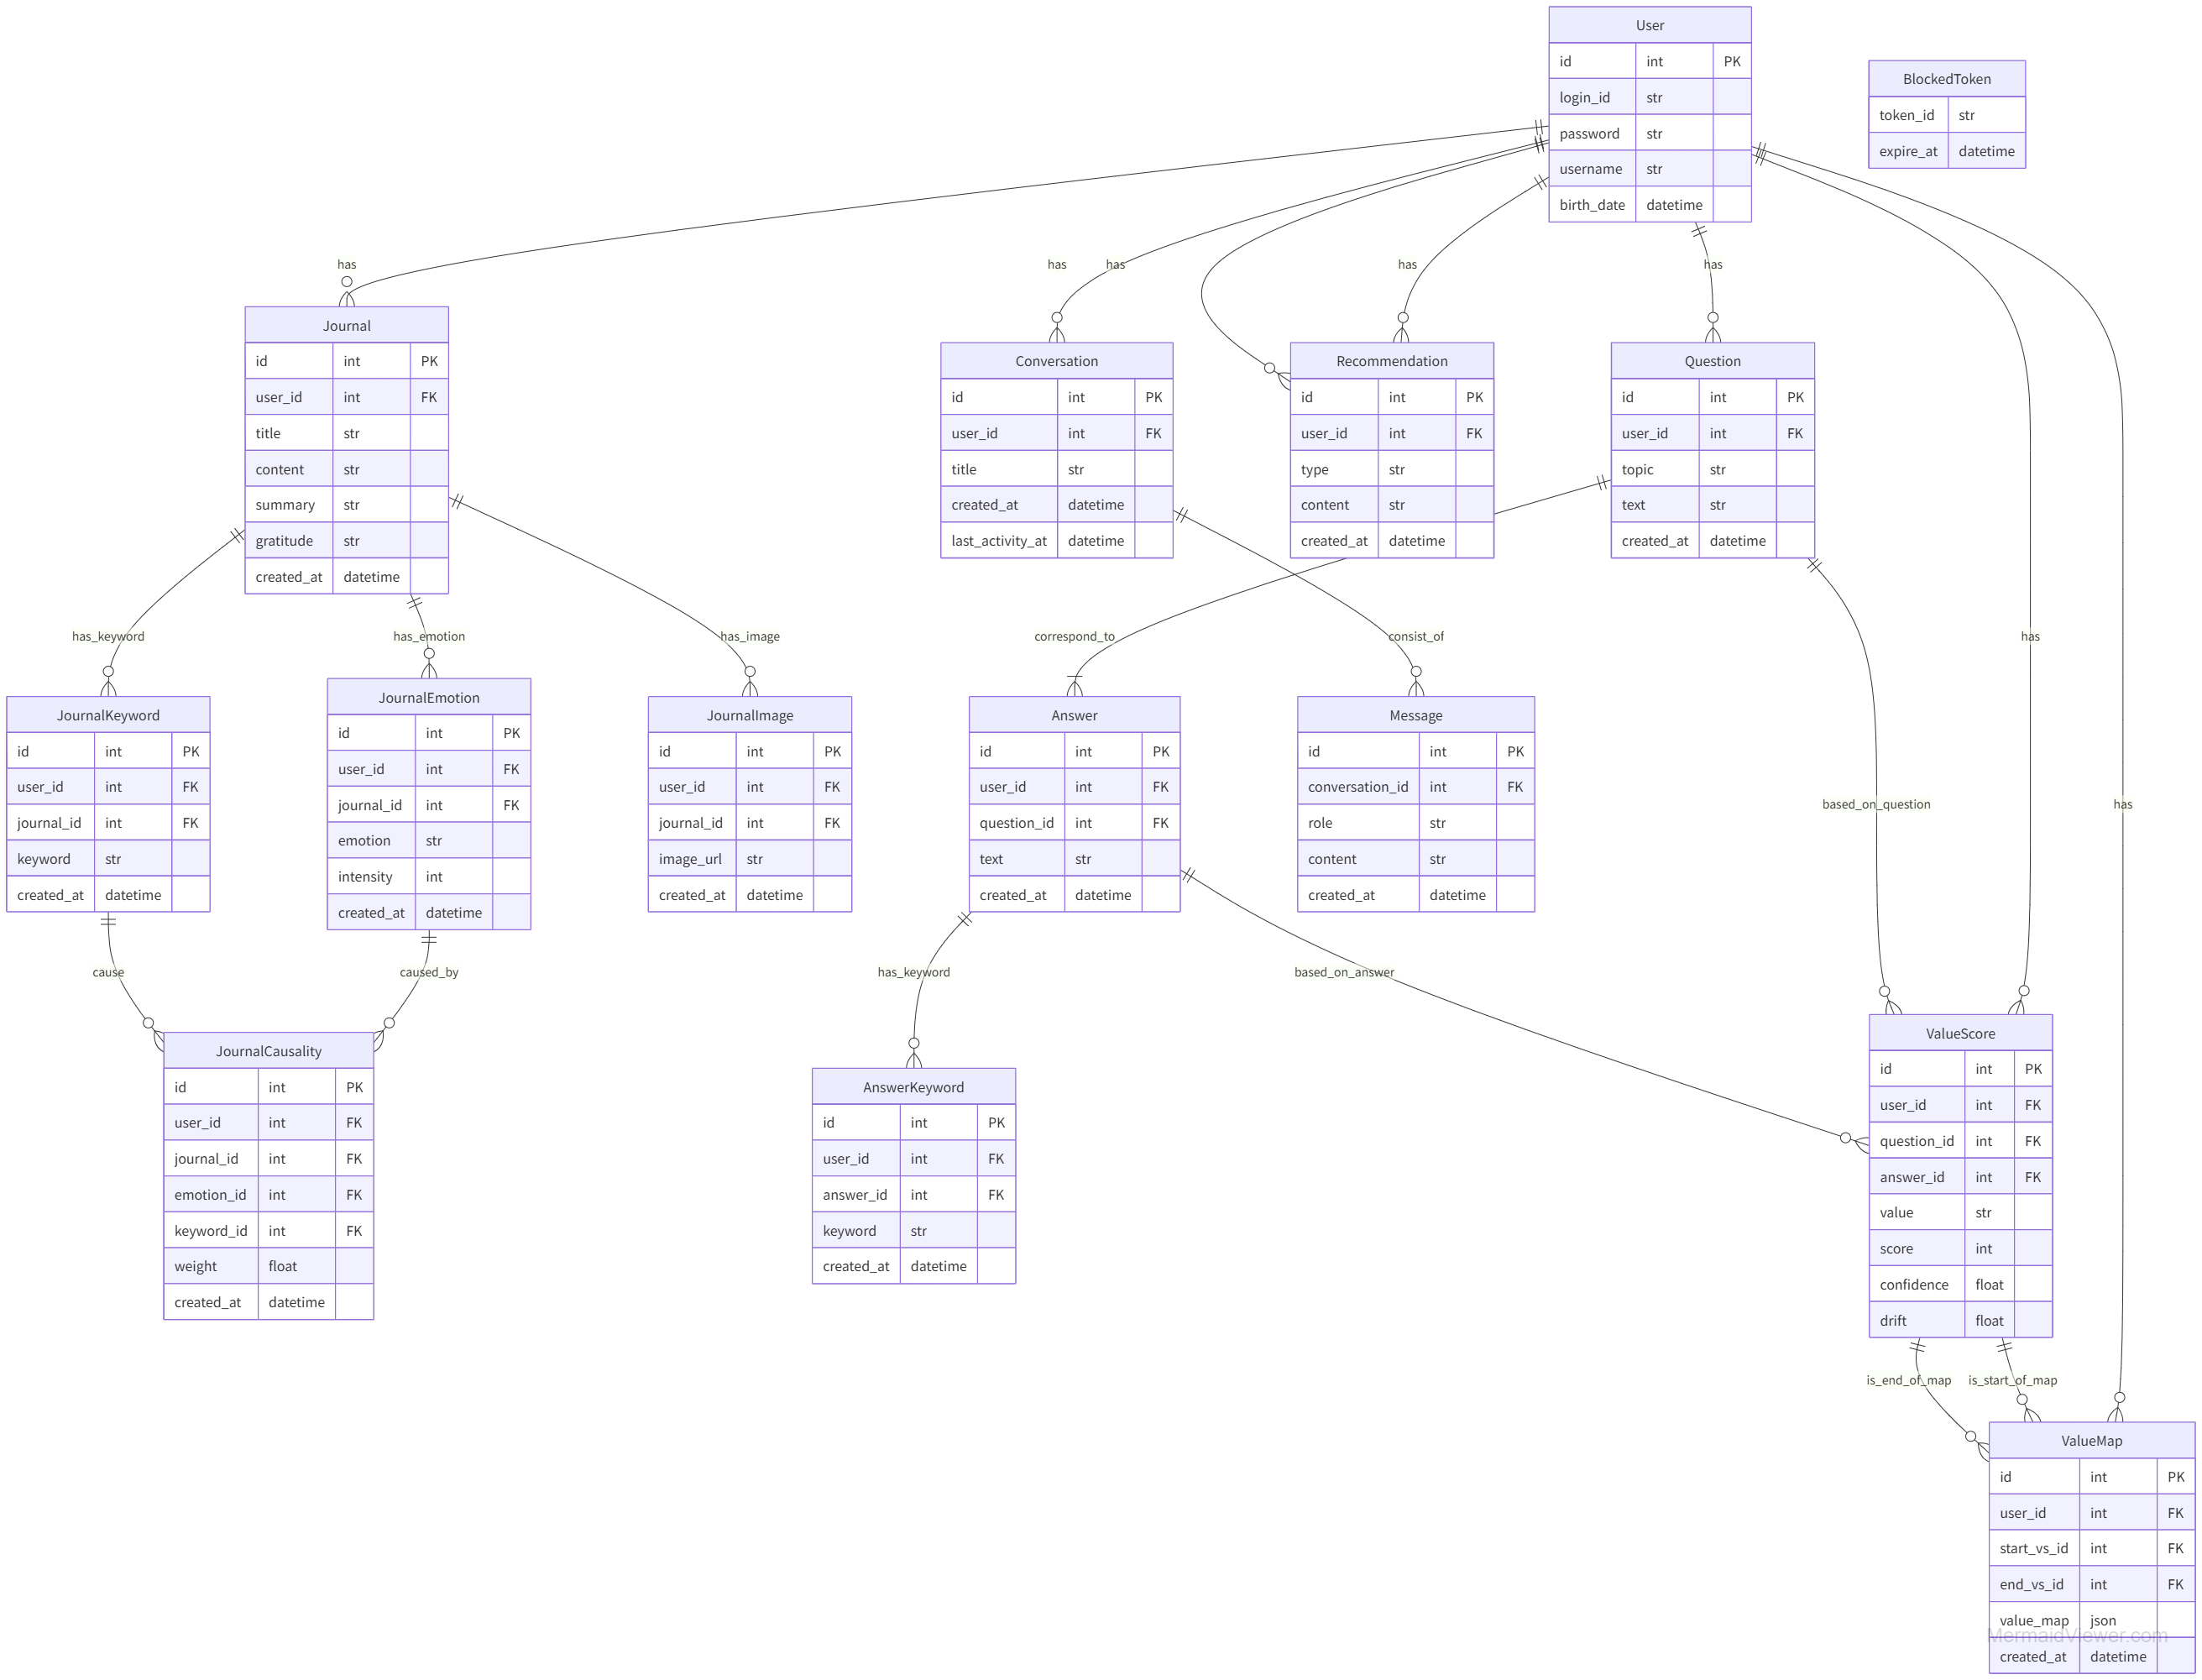 User
id int PK
login_id str
password str
username str
birth_date datetime
BlockedToken
token_id str
expire_at datetime
has
has
has
has
has
Journal
id int PK
user_id int FK
title str
content str
summary str
gratitude str
created_at datetime
Conversation
id int PK
user_id int FK
title str
created_at datetime
last_activity_at datetime
Recommendation
id int PK
user_id int FK
type str
content str
created_at datetime
Question
id int PK
user_id int FK
topic str
text str
created_at datetime
has_keyword
has_emotion
has_image
correspond_to
consist_of
has
JournalKeyword
id int PK
user_id int FK
journal_id int FK
keyword str
created_at datetime
JournalEmotion
id int PK
user_id int FK
journal_id int FK
emotion str
intensity int
created_at datetime
JournalImage
id int PK
user_id int FK
journal_id int FK
image_url str
created_at datetime
Answer
id int PK
user_id int FK
question_id int FK
text str
created_at datetime
Message
id int PK
conversation_id int FK
role str
content str
created_at datetime
based_on_question
has
cause
caused_by
has_keyword
based_on_answer
JournalCausality
id int PK
user_id int FK
journal_id int FK
emotion_id int FK
keyword_id int FK
weight float
created_at datetime
AnswerKeyword
id int PK
user_id int FK
answer_id int FK
keyword str
created_at datetime
ValueScore
id int PK
user_id int FK
question_id int FK
answer_id int FK
value str
score int
confidence float
drift float
is_end_of_map
is_start_of_map
ValueMap
id int PK
user_id int FK
start_vs_id int FK
end_vs_id int FK
value_map json
created_at datetime
MermaidViewer.com